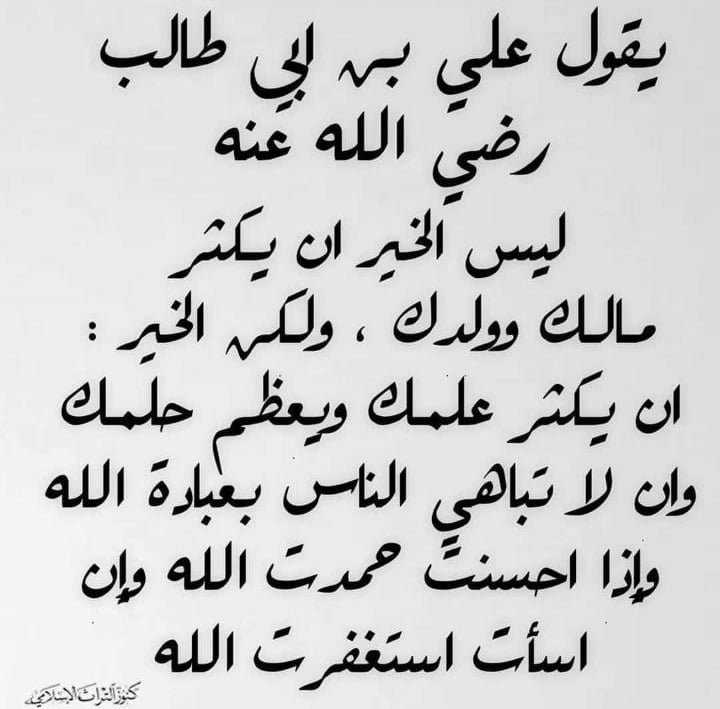 يقول علي بن ابي طالب
رضي الله عنه
ليس الخير ان يكثر
مالك وولدك ، ولكن الخير :
ان يكثر علمك ويعظم حلمك
وان لا تباهي الناس بعبادة الله
وإذا احسنت حمدت الله وإن
اسأت استغفرت الله
كنوز التراث الإسلامي